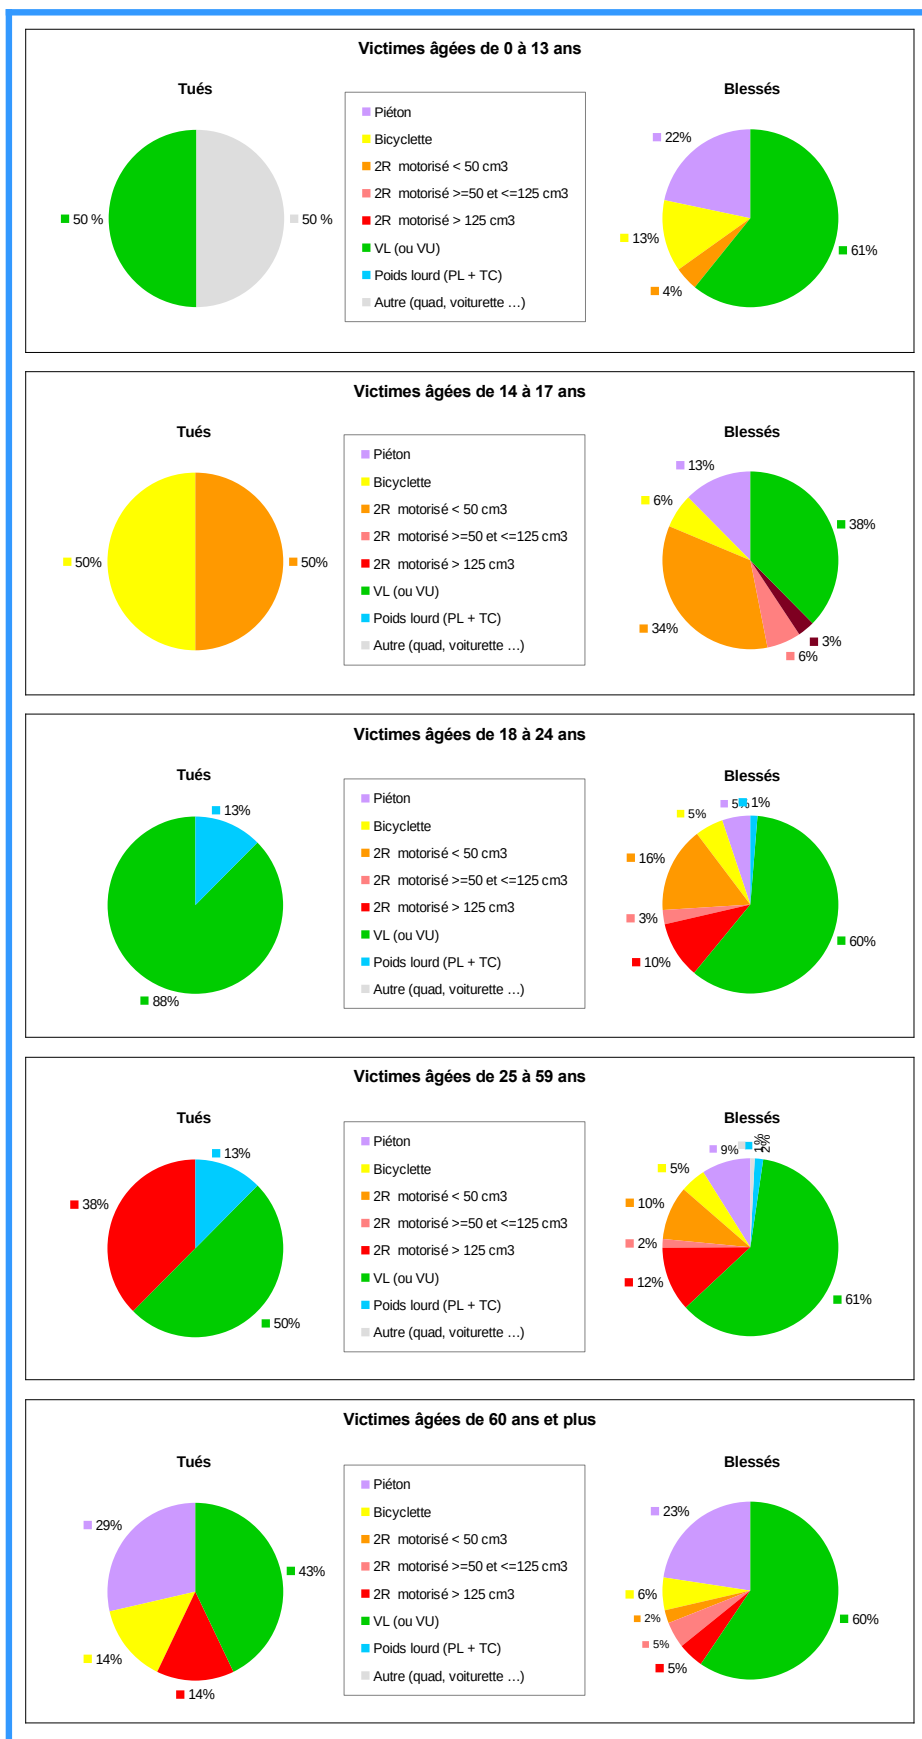 Victimes âgées de 0 à 13 ans
Tués
Blessés
50 %
50 %
Piéton
Bicyclette
2R motorisé < 50 cm3
2R motorisé >=50 et <=125 cm3
2R motorisé > 125 cm3
VL (ou VU)
Poids lourd (PL + TC)
Autre (quad, voiturette ...)
22%
13%
4%
61%
Victimes âgées de 14 à 17 ans
Tués
Blessés
50%
50%
Piéton
Bicyclette
2R motorisé < 50 cm3
2R motorisé >=50 et <=125 cm3
2R motorisé > 125 cm3
VL (ou VU)
Poids lourd (PL + TC)
Autre (quad, voiturette ...)
13%
6%
38%
34%
3%
6%
Victimes âgées de 18 à 24 ans
Tués
Blessés
13%
88%
Piéton
Bicyclette
2R motorisé < 50 cm3
2R motorisé >=50 et <=125 cm3
2R motorisé > 125 cm3
VL (ou VU)
Poids lourd (PL + TC)
Autre (quad, voiturette ...)
5%
1%
5%
16%
3%
10%
60%
Victimes âgées de 25 à 59 ans
Tués
Blessés
13%
38%
50%
Piéton
Bicyclette
2R motorisé < 50 cm3
2R motorisé >=50 et <=125 cm3
2R motorisé > 125 cm3
VL (ou VU)
Poids lourd (PL + TC)
Autre (quad, voiturette ...)
9%
1%
2%
5%
10%
2%
12%
61%
Victimes âgées de 60 ans et plus
Tués
Blessés
29%
43%
14%
14%
Piéton
Bicyclette
2R motorisé < 50 cm3
2R motorisé >=50 et <=125 cm3
2R motorisé > 125 cm3
VL (ou VU)
Poids lourd (PL + TC)
Autre (quad, voiturette ...)
23%
6%
2%
5%
5%
60%